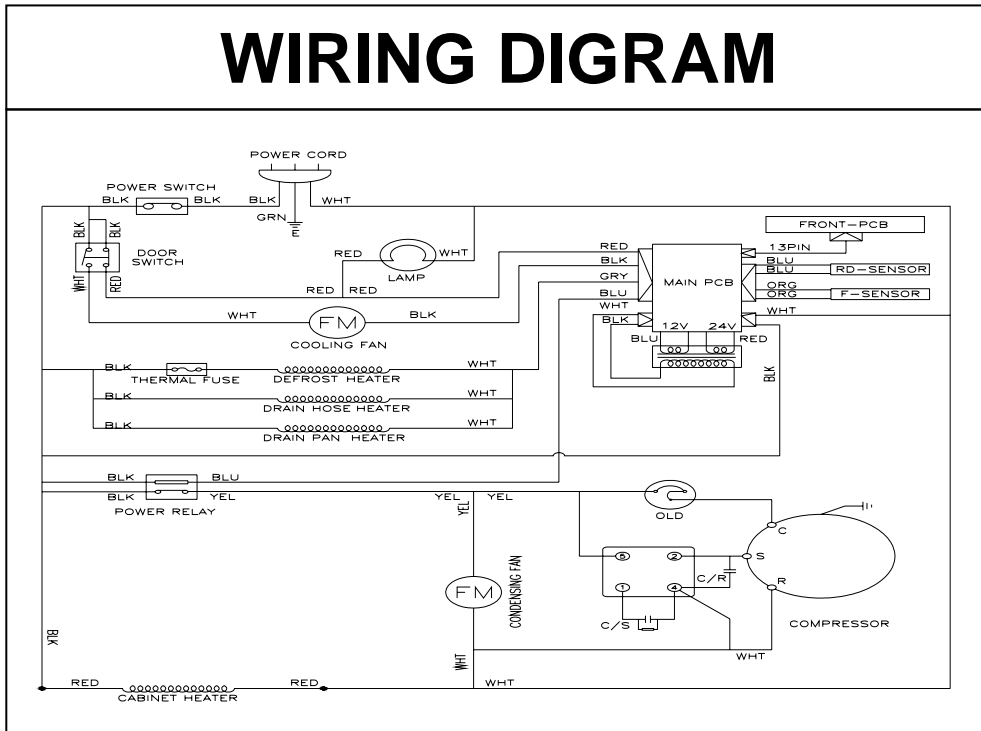 WIRING DIGRAM
POWER CORD
POWER SWITCH
BLK BLK BLK WHT
GRN
E
BLK BLK
DOOR
SWITCH
WHT RED
RED WHT
LAMP
RED RED
WHT BLK
FM
COOLING FAN
FRONT-PCB
RED 13PIN
BLK BLU
BLU RD-SENSOR
GRY MAIN PCB
ORG
BLU ORG F-SENSOR
WHT WHT
BLK 12V 24V
BLU RED
BLK
BLK WHT
THERMAL FUSE DEFROST HEATER
BLK WHT
DRAIN HOSE HEATER
BLK WHT
DRAIN PAN HEATER
BLK BLU
BLK YEL YEL YEL
POWER RELAY
YEL
OLD
C
5 2 S
C/R
R
1 4
FM
CONDENSING FAN
C/S
COMPRESSOR
BLK
WHT
WHT
RED RED WHT
CABINET HEATER